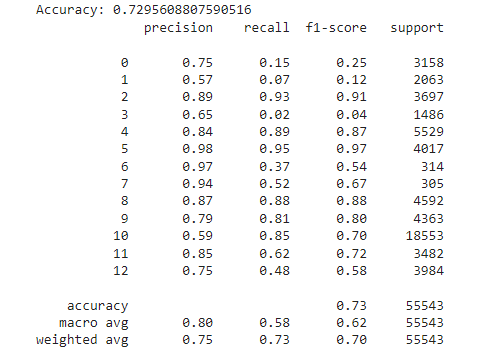 Accuracy: 0.7295608807590516
precision recall f1-score support
0 0.75 0.15 0.25 3158
1 0.57 0.07 0.12 2063
2 0.89 0.93 0.91 3697
3 0.65 0.02 0.04 1486
4 0.84 0.89 0.87 5529
5 0.98 0.95 0.97 4017
6 0.97 0.37 0.54 314
7 0.94 0.52 0.67 305
8 0.87 0.88 0.88 4592
9 0.79 0.81 0.80 4363
10 0.59 0.85 0.70 18553
11 0.85 0.62 0.72 3482
12 0.75 0.48 0.58 3984
accuracy 0.73 55543
macro avg 0.80 0.58 0.62 55543
weighted avg 0.75 0.73 0.70 55543